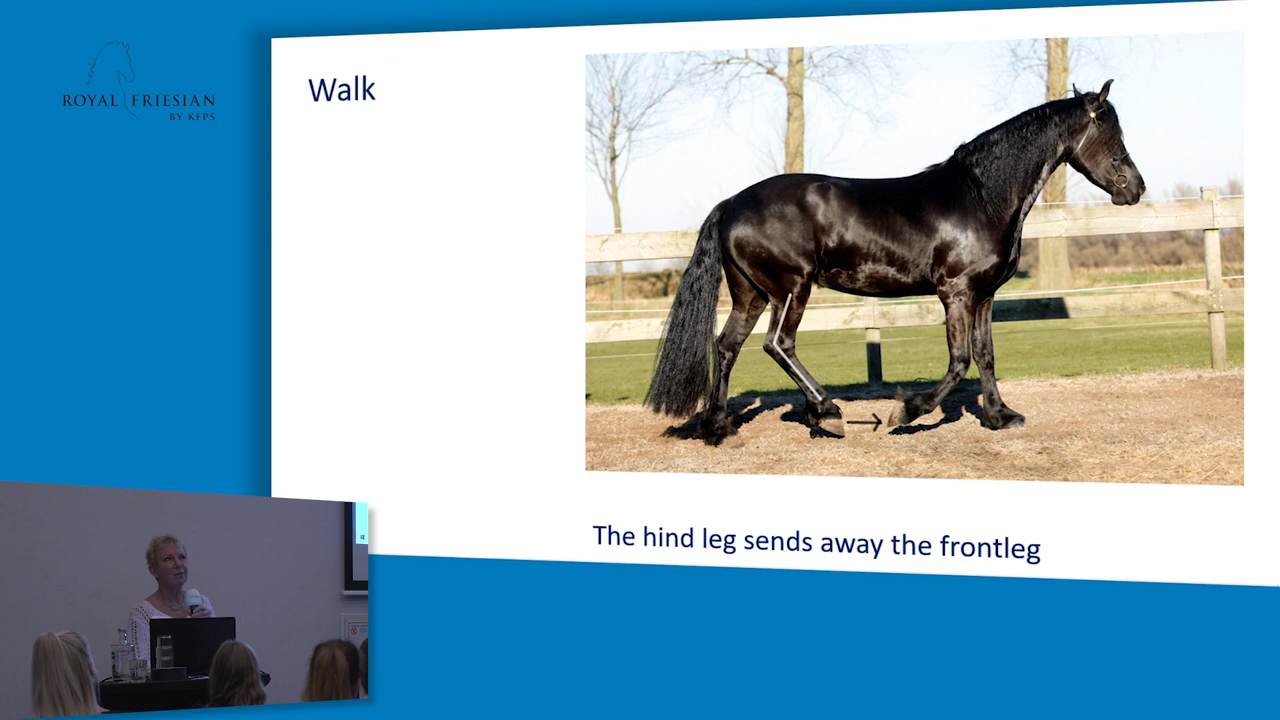 ROYAL FRIESIAN
BY KFPS
Walk
The hind leg sends away the frontleg